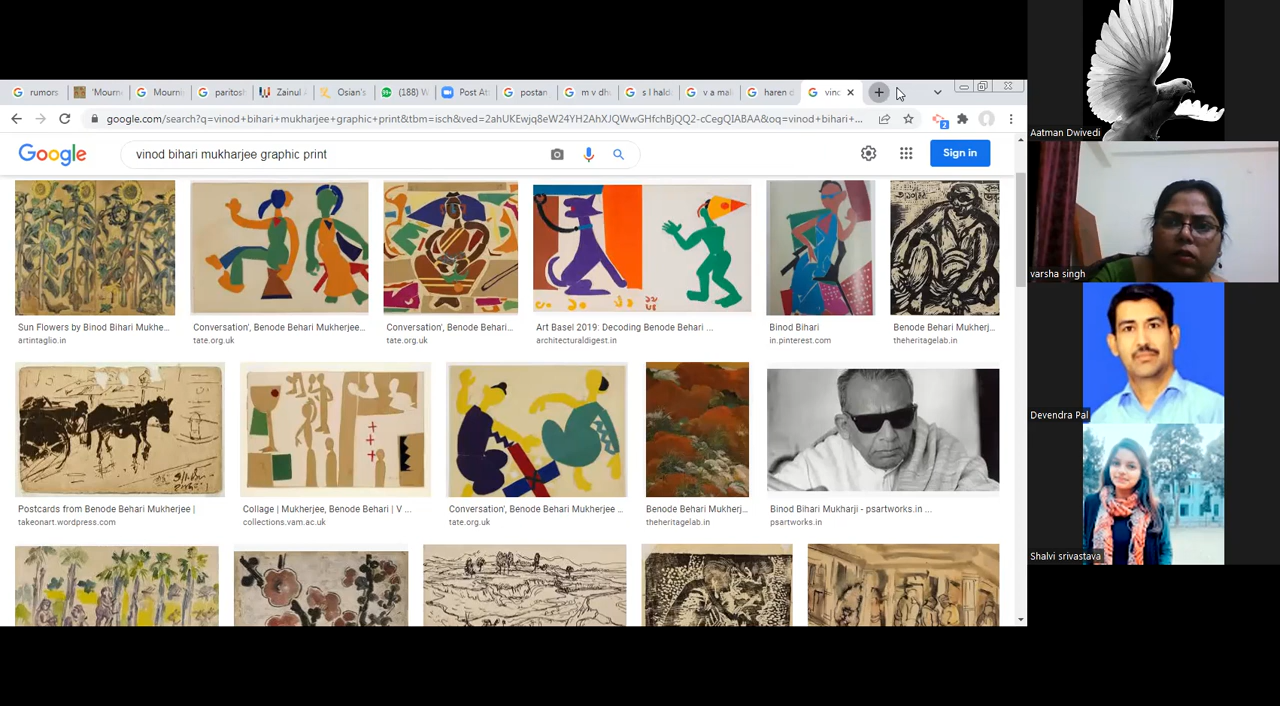 rumors
'Mourn
Mourni
paritos
Zainul
Osian's
(188) V
Post A
postan
m v dh
s l hald
v a mal
haren d
vinc
google.com/search?q=vinod+bihari+mukharjee+graphic+print&tbm=isch&ved=2ahUKEwjq8eW24YH2AhXJQWwGHfchBjQQ2-cCegQIABAA&oq=vinod+bihari+...
2
Google
vinod bihari mukharjee graphic print
Sign in
Sun Flowers by Binod Bihari Mukhe...
artintaglio.in
Conversation', Benode Behari Mukherjee...
tate.org.uk
Conversation', Benode Behari...
tate.org.uk
Art Basel 2019: Decoding Benode Behari ...
architecturaldigest.in
Binod Bihari
in.pinterest.com
Benode Behari Mukherj...
theheritagelab.in
Postcards from Benode Behari Mukherjee |
takeonart.wordpress.com
Collage | Mukherjee, Benode Behari | V ...
collections.vam.ac.uk
Conversation', Benode Behari Mukherjee ...
tate.org.uk
Benode Behari Mukherj...
theheritagelab.in
Binod Bihari Mukharji - psartworks.in ...
psartworks.in
Aatman Dwivedi
varsha singh
Devendra Pal
Shalvi srivastava